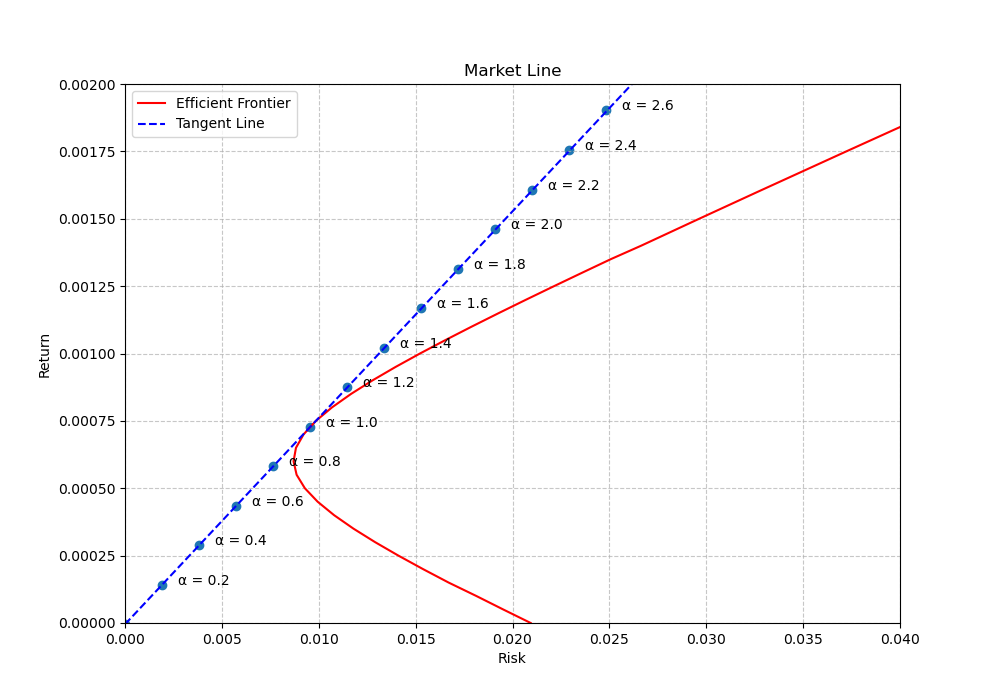 Market Line
Efficient Frontier
Tangent Line
Return
0.00200
0.00175
0.00150
0.00125
0.00100
0.00075
0.00050
0.00025
0.00000
α = 2.6
α = 2.4
α = 2.2
α = 2.0
α = 1.8
α = 1.6
α = 1.4
α = 1.2
α = 1.0
α = 0.8
α = 0.6
α = 0.4
α = 0.2
0.000 0.005 0.010 0.015 0.020 0.025 0.030 0.035 0.040
Risk